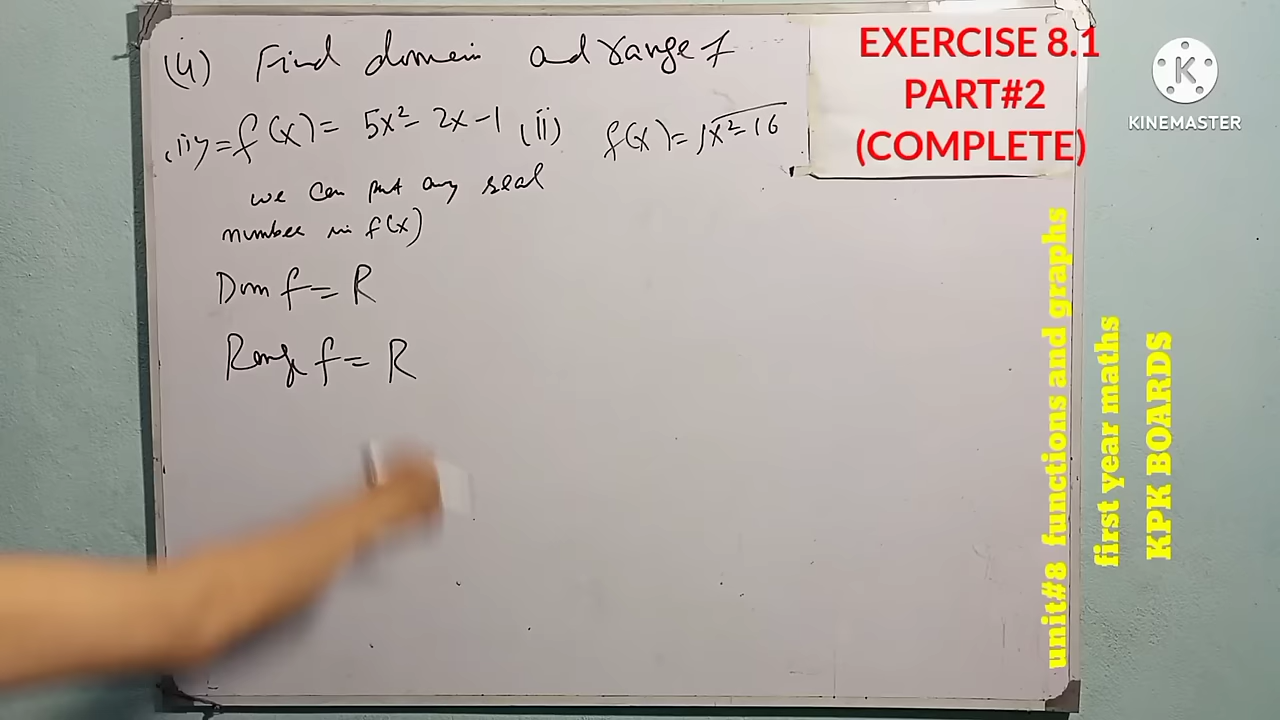 (4) Find domain and range f
(i) = f(x) = 5x² - 2x - 1 (ii) f(x) = √x² - 16
we can put any real
number in f(x)
Dom f = R
Range f = R
EXERCISE 8.1
PART#2
(COMPLETE)
K
KINEMASTER
unit#8 functions and graphs
first year maths
KPK BOARDS